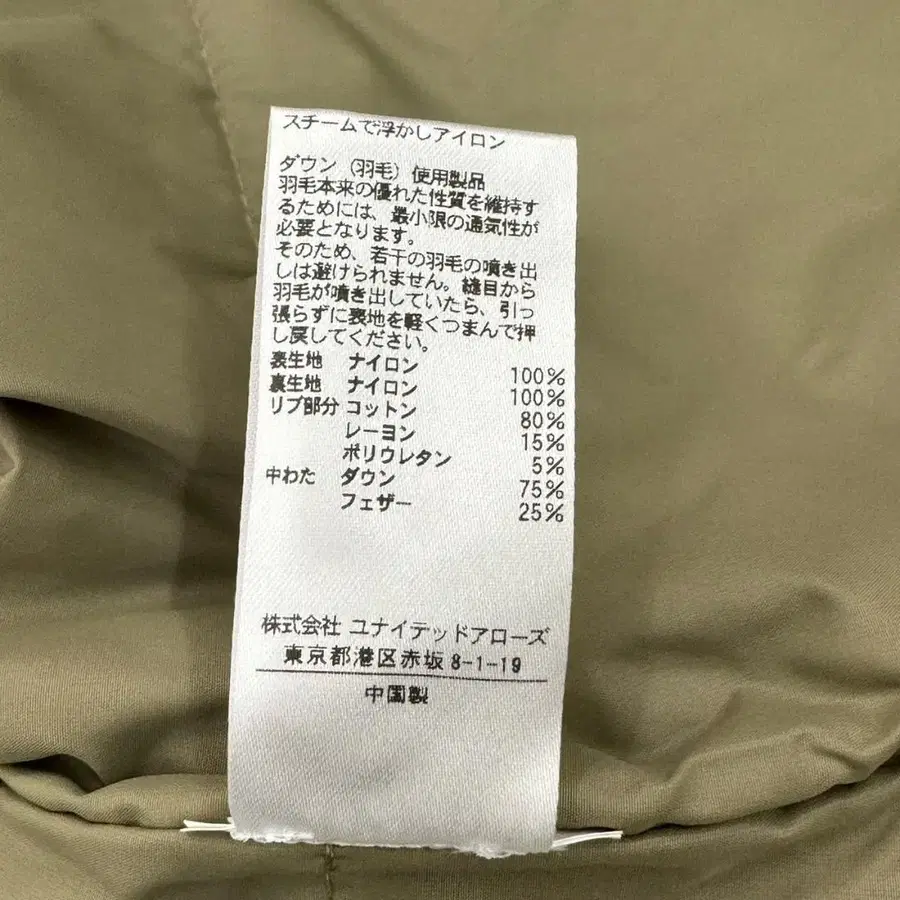 スチームで浮かしアイロン
ダウン（羽毛）使用製品
羽毛本来の優れた性質を維持す
るためには、最小限の通気性が
必要となります。
そのため、若干の羽毛の噴き出
しは避けられません。縫目から
羽毛が噴き出していたら、引っ
張らずに表地を軽くつまんで押
し戻してください。
表生地 ナイロン 100%
裏生地 ナイロン 100%
リブ部分 コットン 80%
レーヨン 15%
ポリウレタン 5%
中わた ダウン 75%
フェザー 25%
株式会社 ユナイテッドアローズ
東京都港区赤坂8-1-19
中国製